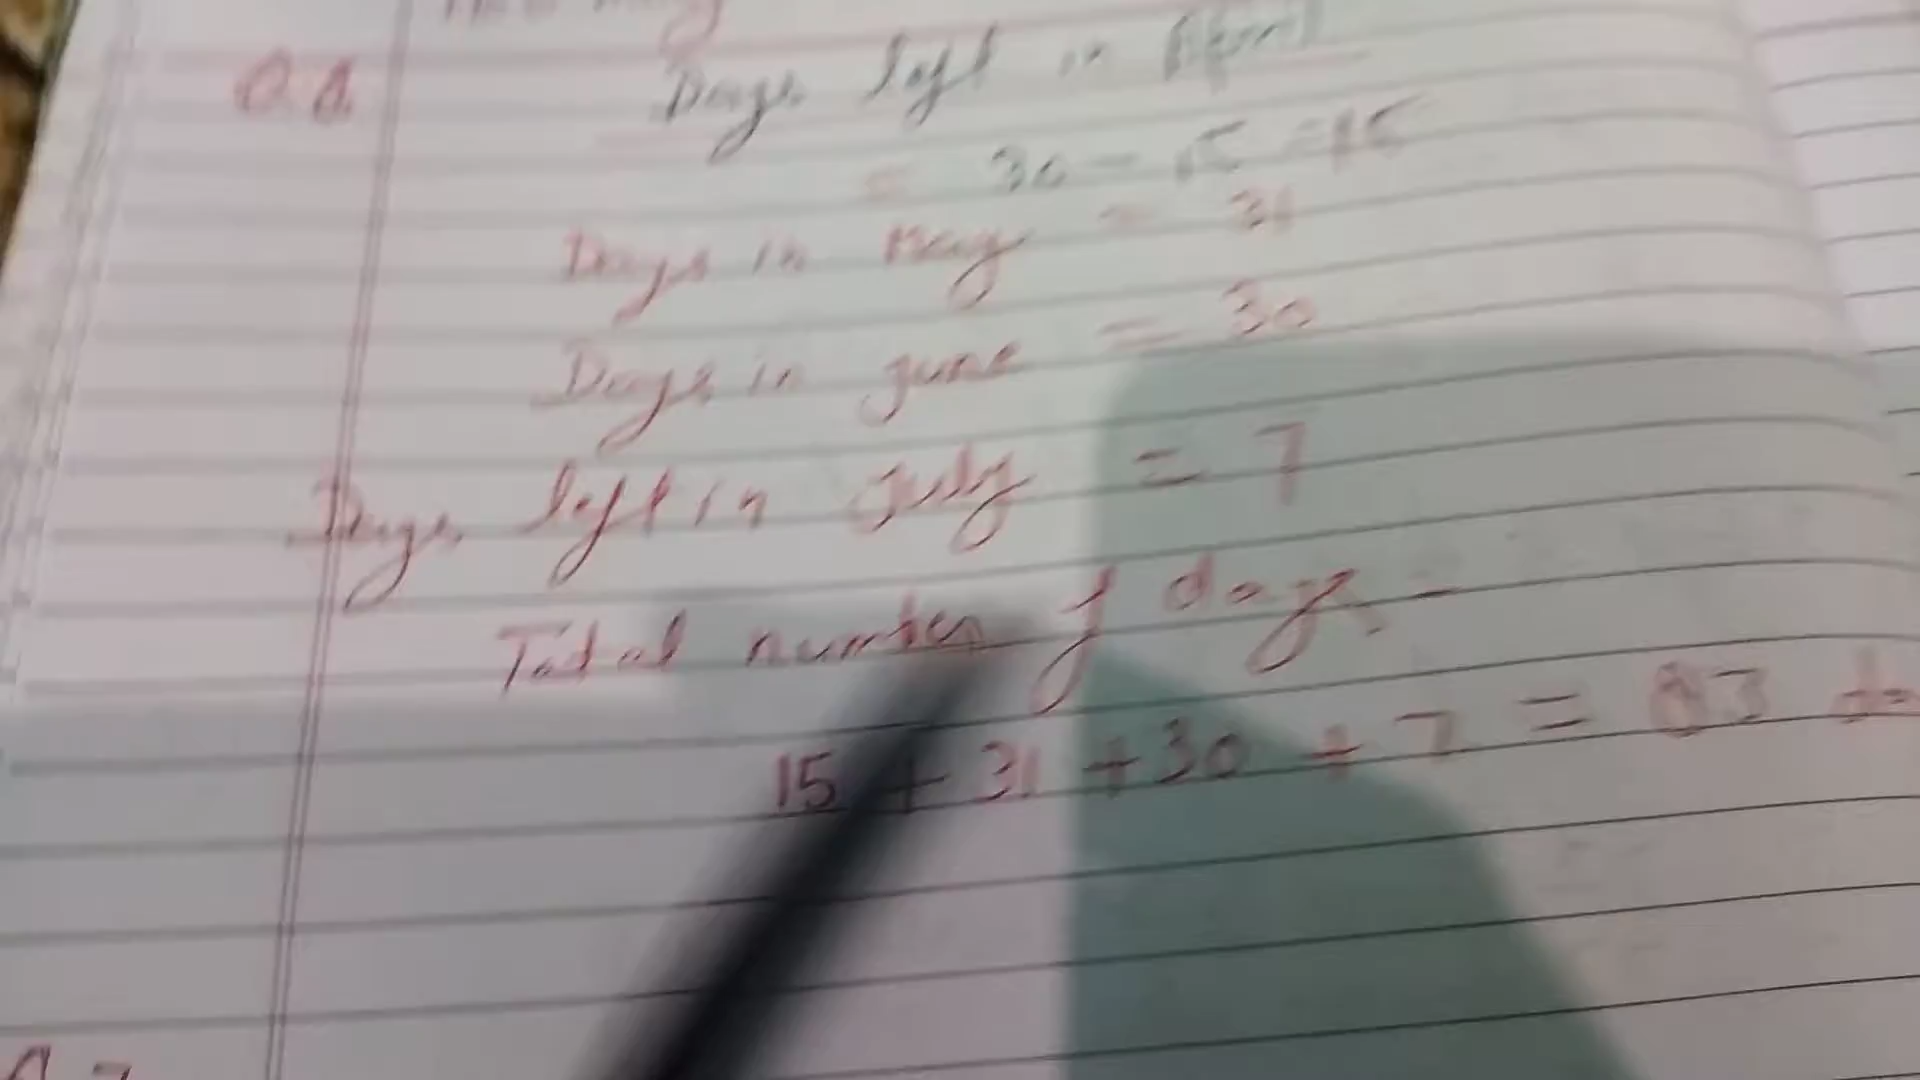 Days left in April
= 30 - 15 = 15
Days in May = 31
Days in june = 30
Days left in July = 7
Total number of days -
15 + 31 + 30 + 7 = 83